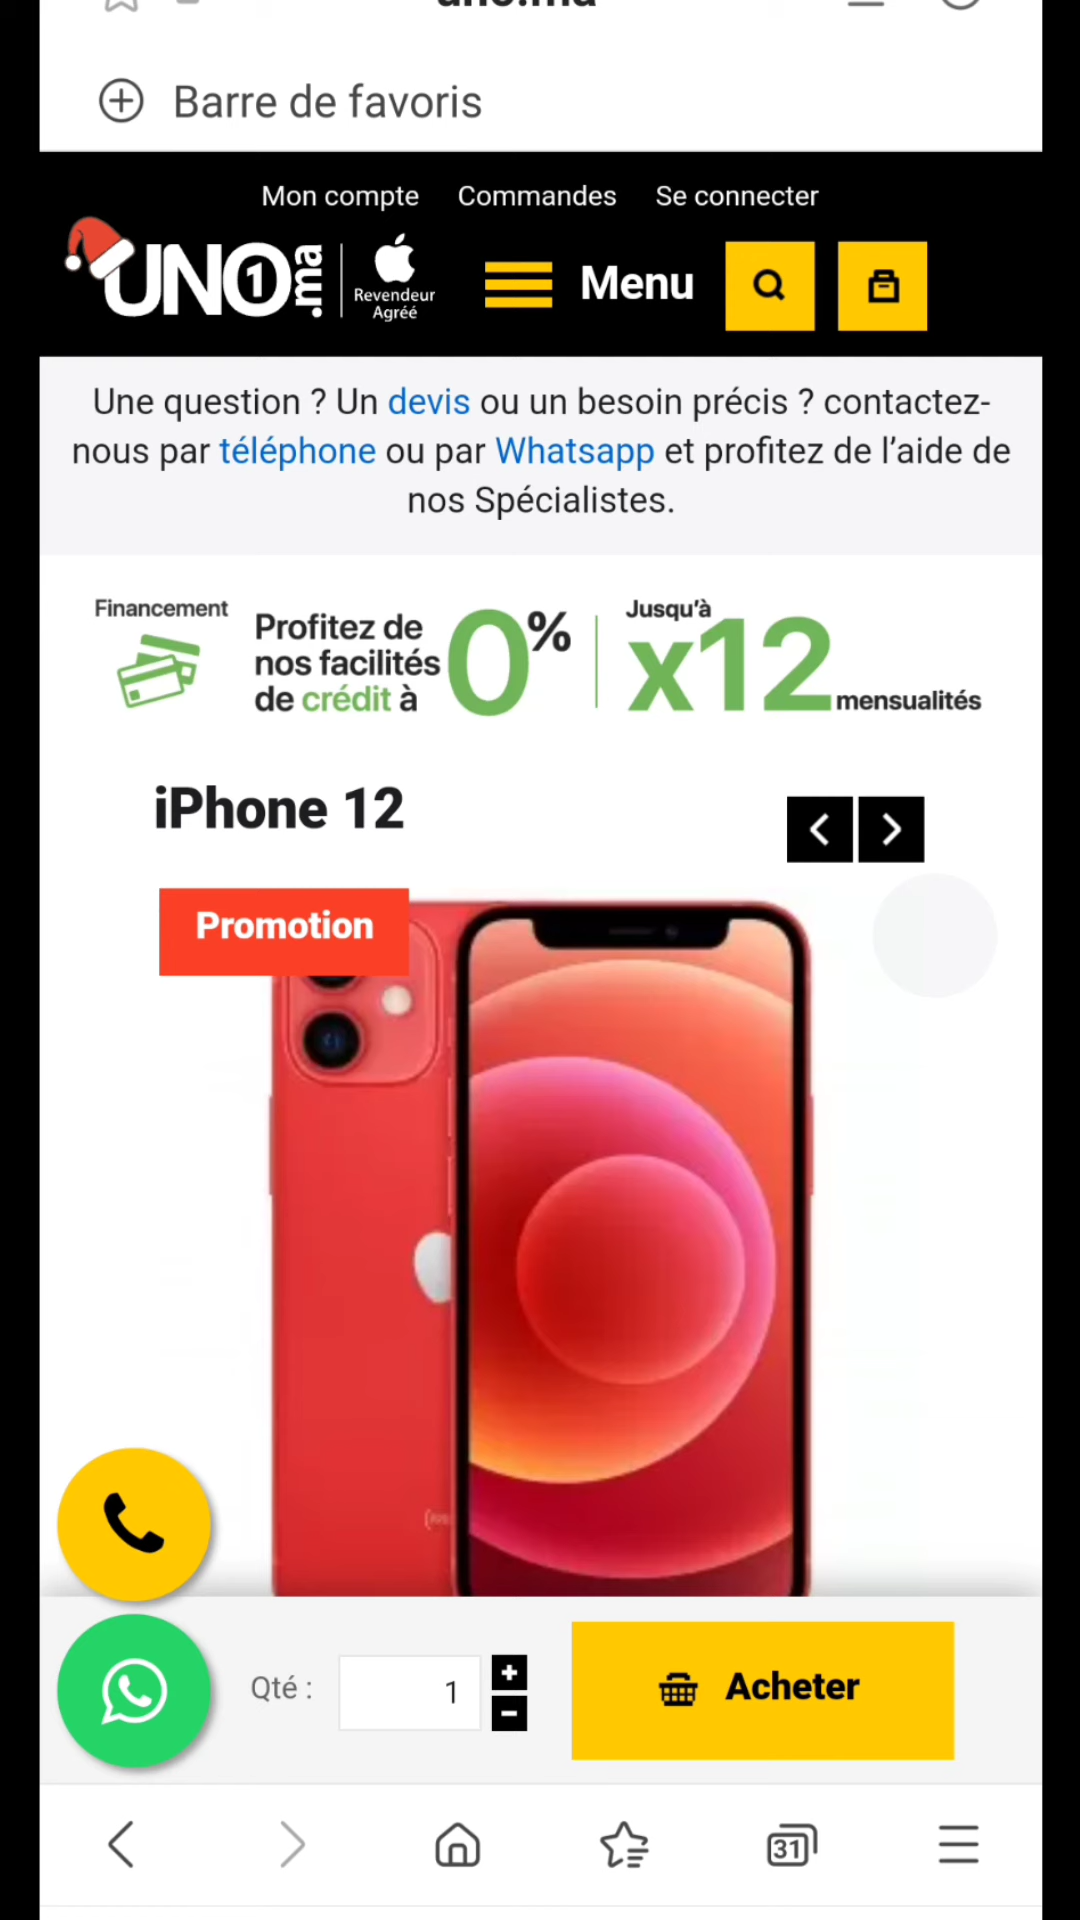 uno.ma
Barre de favoris
Mon compte Commandes Se connecter
UNO1.ma Revendeur Agréé Menu
Une question ? Un devis ou un besoin précis ? contactez-
nous par téléphone ou par Whatsapp et profitez de l’aide de
nos Spécialistes.
Financement
Profitez de
nos facilités
de crédit à
0%
Jusqu'à
x12 mensualités
iPhone 12
Promotion
Qté :
1
Acheter
31